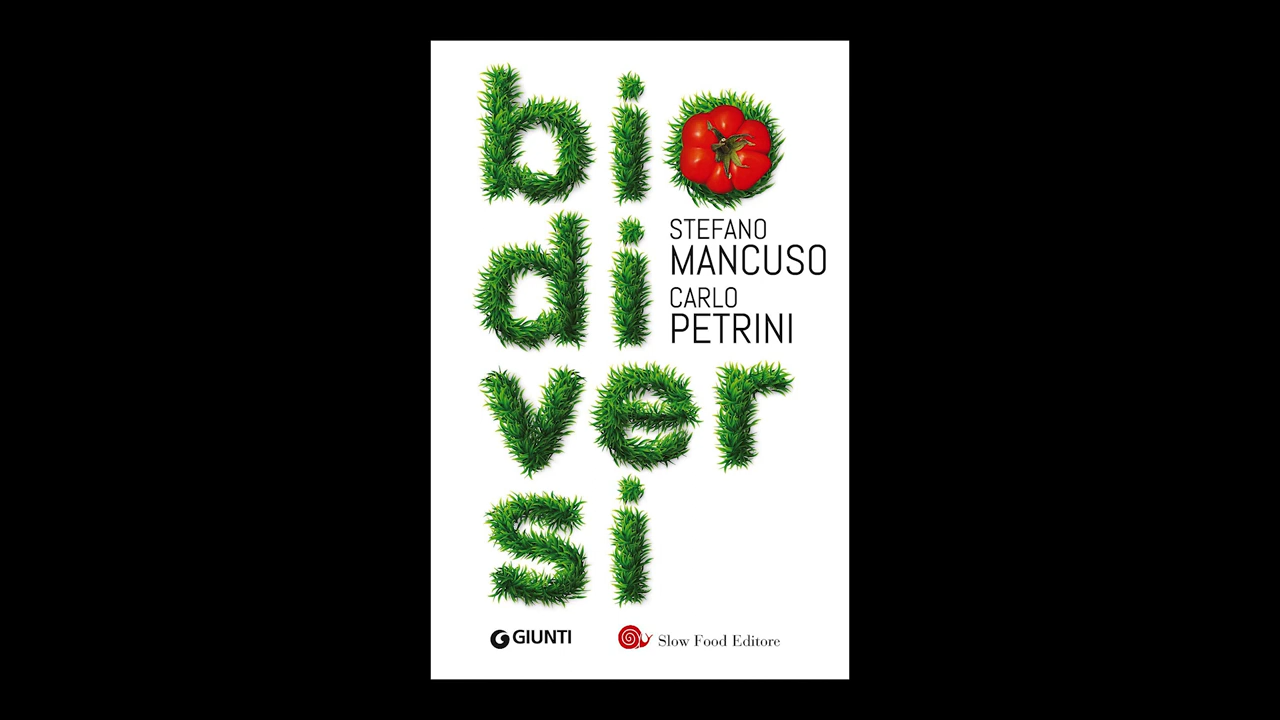 bio
STEFANO
MANCUSO
di
CARLO
PETRINI
ver
si
GIUNTI
Slow Food Editore